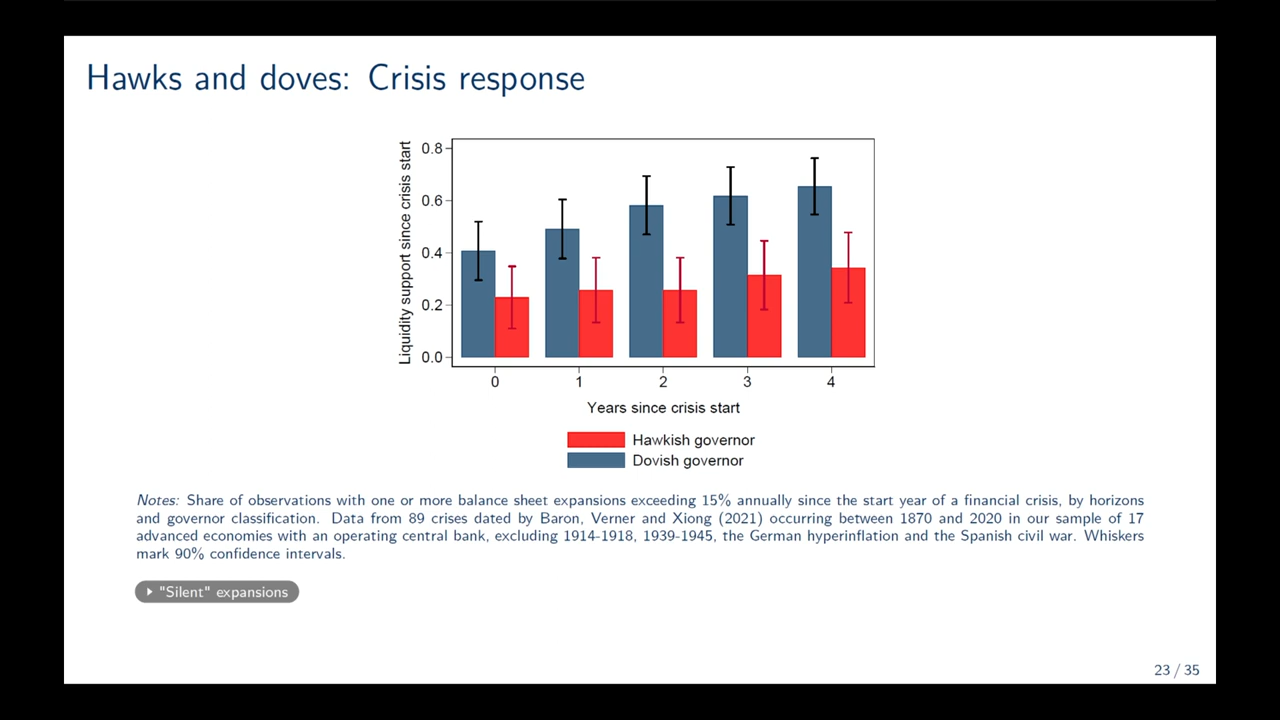 Hawks and doves: Crisis response
Liquidity support since crisis start
0.8
0.6
0.4
0.2
0.0
0 1 2 3 4
Years since crisis start
Hawkish governor
Dovish governor
Notes: Share of observations with one or more balance sheet expansions exceeding 15% annually since the start year of a financial crisis, by horizons
and governor classification. Data from 89 crises dated by Baron, Verner and Xiong (2021) occurring between 1870 and 2020 in our sample of 17
advanced economies with an operating central bank, excluding 1914-1918, 1939-1945, the German hyperinflation and the Spanish civil war. Whiskers
mark 90% confidence intervals.
"Silent" expansions
23 / 35